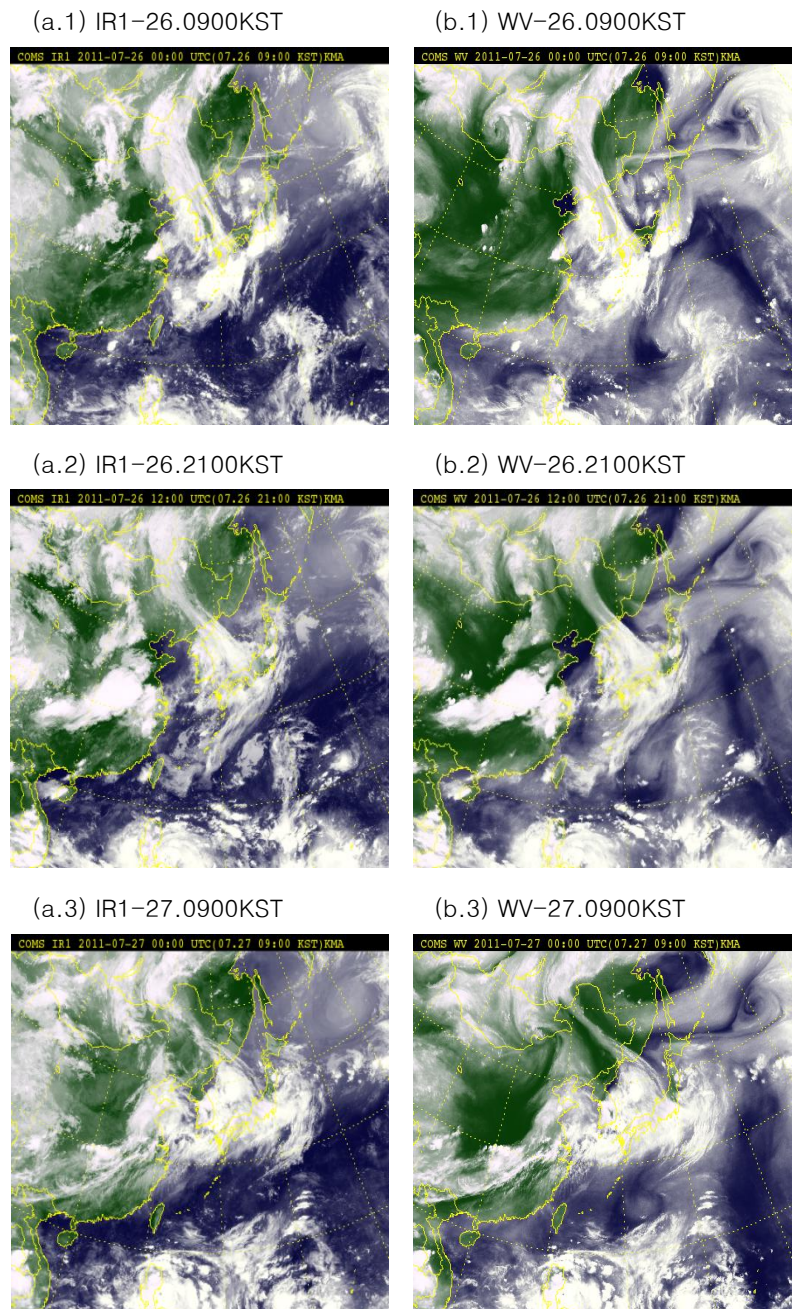 (a.1) IR1-26.0900KST
(b.1) WV-26.0900KST
COMS IR1 2011-07-26 00:00 UTC(07.26 09:00 KST)KMA
COMS WV 2011-07-26 00:00 UTC(07.26 09:00 KST)KMA
(a.2) IR1-26.2100KST
(b.2) WV-26.2100KST
COMS IR1 2011-07-26 12:00 UTC(07.26 21:00 KST)KMA
COMS WV 2011-07-26 12:00 UTC(07.26 21:00 KST)KMA
(a.3) IR1-27.0900KST
(b.3) WV-27.0900KST
COMS IR1 2011-07-27 00:00 UTC(07.27 09:00 KST)KMA
COMS WV 2011-07-27 00:00 UTC(07.27 09:00 KST)KMA